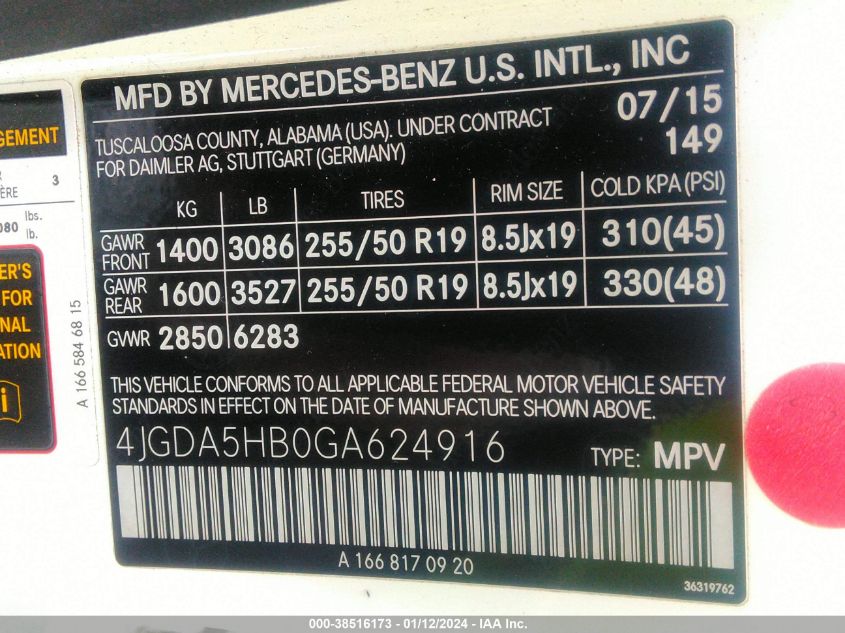 MFD BY MERCEDES-BENZ U.S. INTL., INC
TUSCALOOSA COUNTY, ALABAMA (USA). UNDER CONTRACT
FOR DAIMLER AG, STUTTGART (GERMANY)
07/15
149
KG LB TIRES RIM SIZE COLD KPA (PSI)
GAWR FRONT 1400 3086 255/50 R19 8.5Jx19 310(45)
GAWR REAR 1600 3527 255/50 R19 8.5Jx19 330(48)
GVWR 2850 6283
THIS VEHICLE CONFORMS TO ALL APPLICABLE FEDERAL MOTOR VEHICLE SAFETY
STANDARDS IN EFFECT ON THE DATE OF MANUFACTURE SHOWN ABOVE.
4JGDA5HB0GA624916 TYPE: MPV
A 166 817 09 20
36319762
3
lbs.
lb.
FOR
A 166 584 68 15
000-38516173 - 01/12/2024 - IAA Inc.